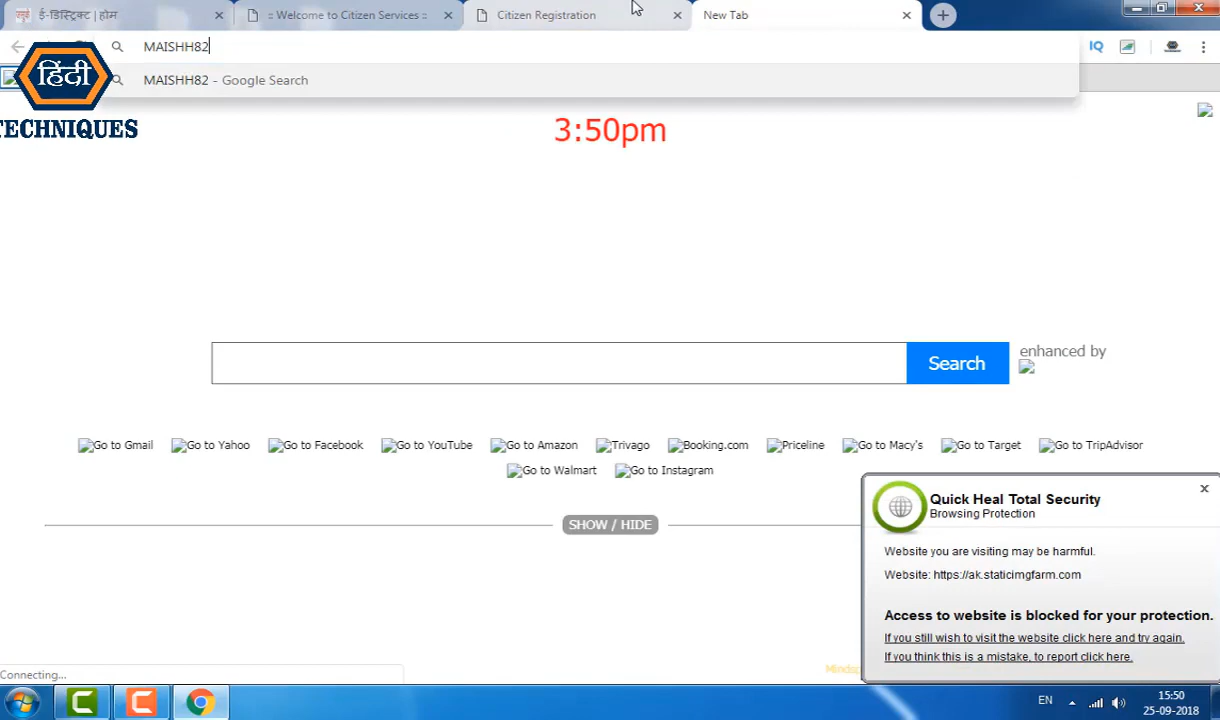 ई-डिस्ट्रिक्ट | होम
:: Welcome to Citizen Services ::
Citizen Registration
New Tab
MAISHH82
IQ
MAISHH82 - Google Search
हिंदी
TECHNIQUES
3:50pm
Search
enhanced by
Go to Gmail
Go to Yahoo
Go to Facebook
Go to YouTube
Go to Amazon
Trivago
Booking.com
Priceline
Go to Macy's
Go to Target
Go to TripAdvisor
Go to Walmart
Go to Instagram
SHOW / HIDE
Quick Heal Total Security
Browsing Protection
Website you are visiting may be harmful.
Website: https://ak.staticimgfarm.com
Access to website is blocked for your protection.
If you still wish to visit the website click here and try again.
If you think this is a mistake, to report click here.
Connecting...
EN
15:50
25-09-2018